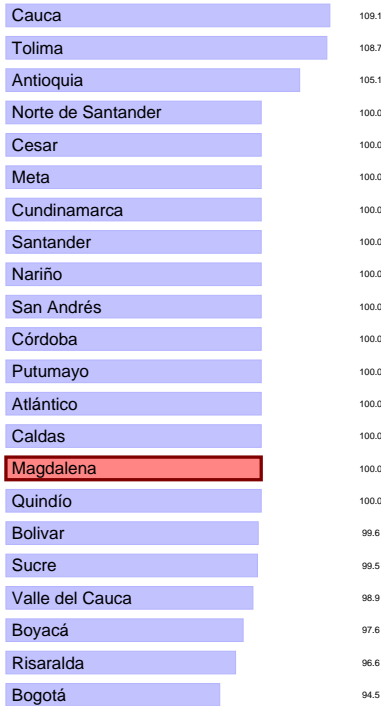 Cauca 109.1
Tolima 108.7
Antioquia 105.1
Norte de Santander 100.0
Cesar 100.0
Meta 100.0
Cundinamarca 100.0
Santander 100.0
Nariño 100.0
San Andrés 100.0
Córdoba 100.0
Putumayo 100.0
Atlántico 100.0
Caldas 100.0
Magdalena 100.0
Quindío 100.0
Bolivar 99.6
Sucre 99.5
Valle del Cauca 98.9
Boyacá 97.6
Risaralda 96.6
Bogotá 94.5